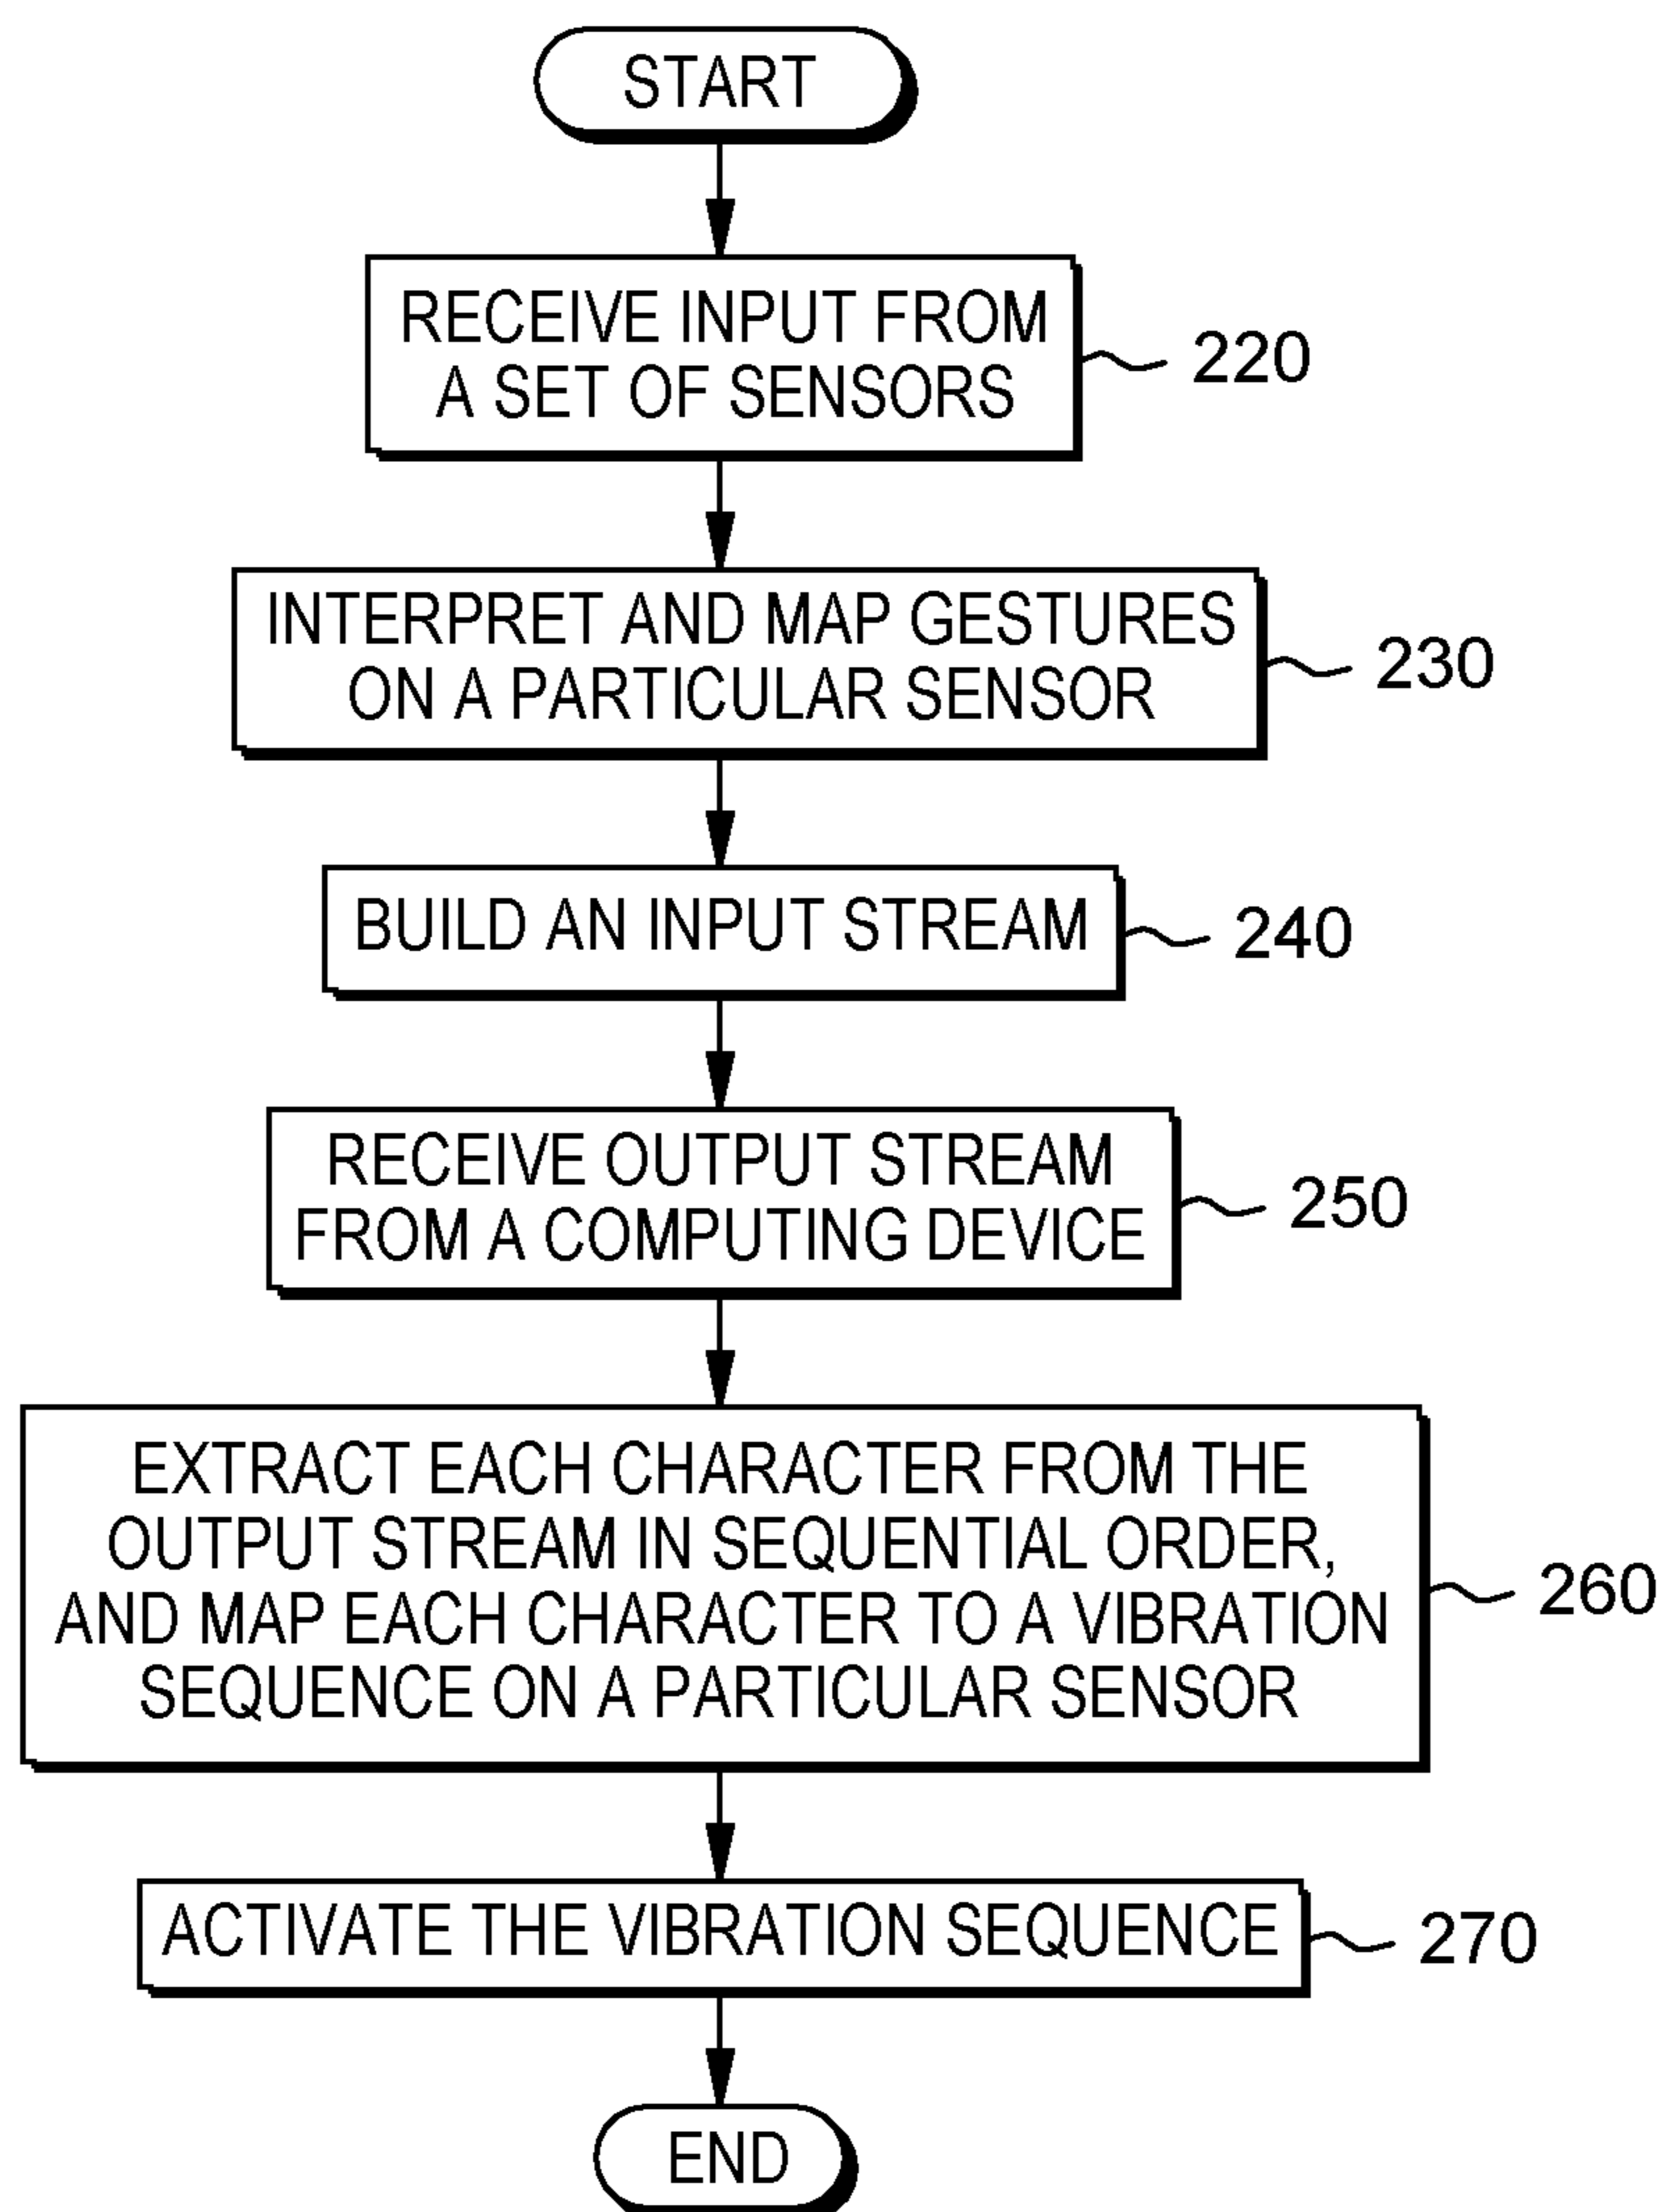 START
RECEIVE INPUT FROM
A SET OF SENSORS
220
INTERPRET AND MAP GESTURES
ON A PARTICULAR SENSOR
230
BUILD AN INPUT STREAM
240
RECEIVE OUTPUT STREAM
FROM A COMPUTING DEVICE
250
EXTRACT EACH CHARACTER FROM THE
OUTPUT STREAM IN SEQUENTIAL ORDER,
AND MAP EACH CHARACTER TO A VIBRATION
SEQUENCE ON A PARTICULAR SENSOR
260
ACTIVATE THE VIBRATION SEQUENCE
270
END